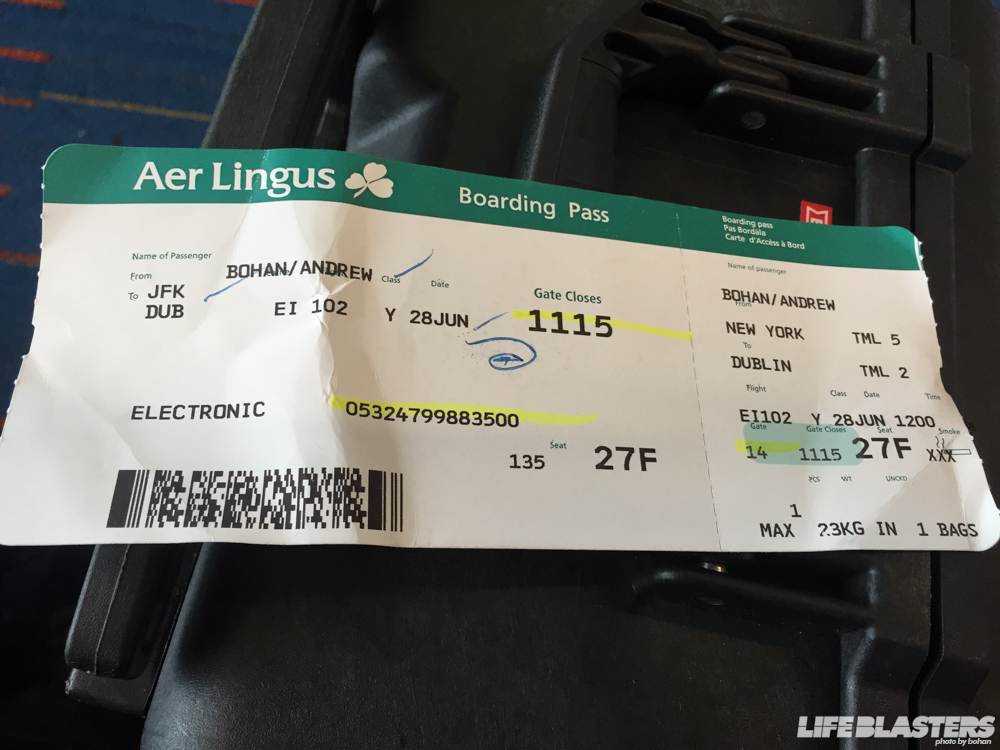 Aer Lingus
Boarding Pass
Boarding pass
Pas Bordála
Carte d'Accès à Bord
Name of Passenger
BOHAN/ANDREW
From
JFK
To
DUB
EI 102
Class
Y
Date
28JUN
Gate Closes
1115
ELECTRONIC
05324799883500
135
Seat
27F
Name of passenger
BOHAN/ANDREW
From
NEW YORK TML 5
To
DUBLIN TML 2
Flight Class Date Time
EI102 Y 28JUN 1200
Gate Gate Closes Seat Smoke
14 1115 27F XXX
PCS WT UNCKD
1
MAX 23KG IN 1 BAGS
LIFEBLASTERS
photo by bohan